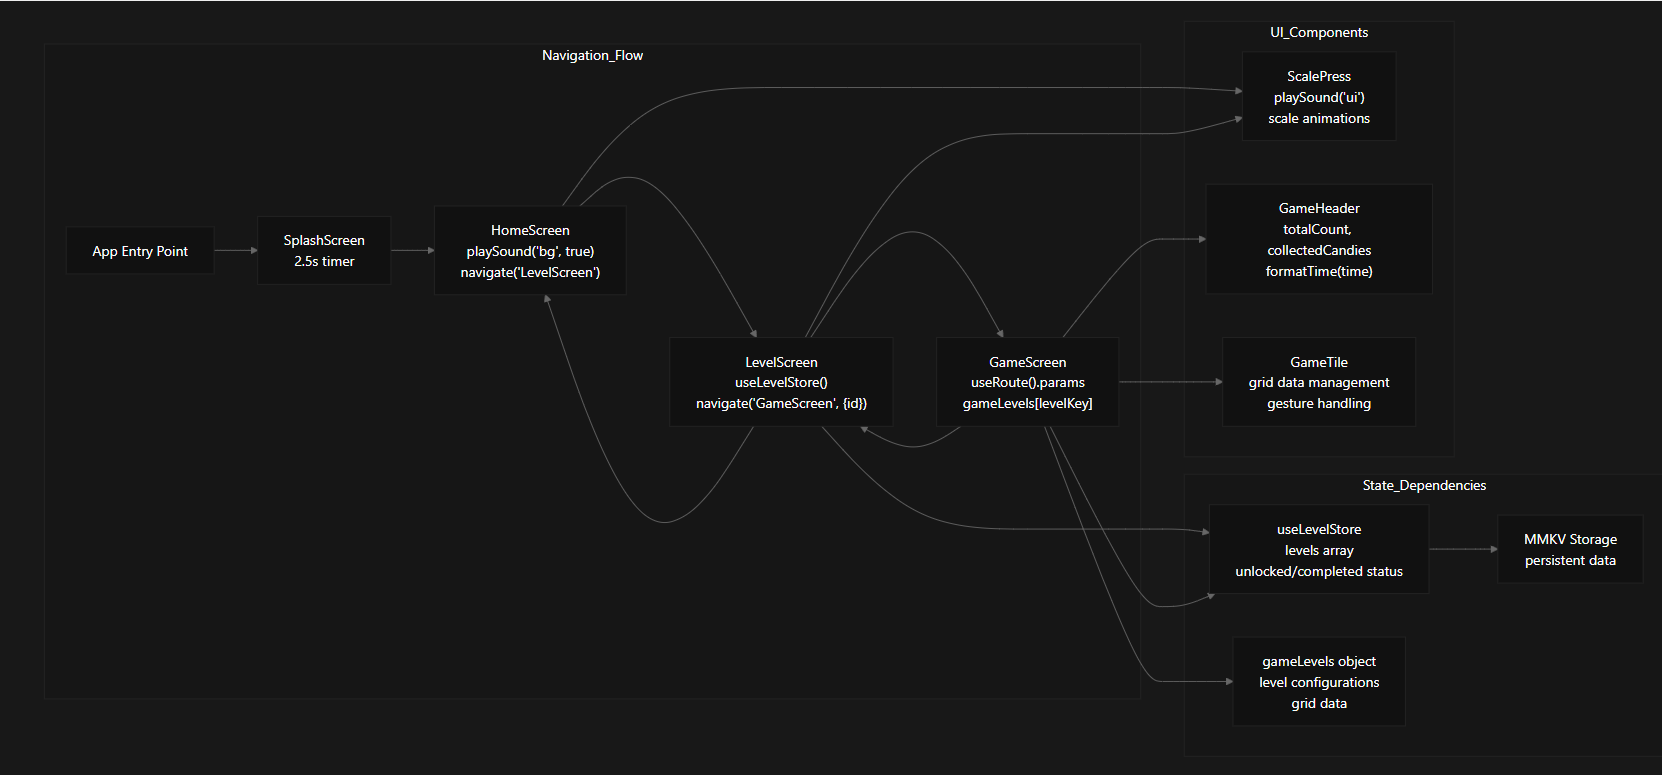 Navigation_Flow
App Entry Point
SplashScreen
2.5s timer
HomeScreen
playSound('bg', true)
navigate('LevelScreen')
LevelScreen
useLevelStore()
navigate('GameScreen', {id})
GameScreen
useRoute().params
gameLevels[levelKey]
UI_Components
ScalePress
playSound('ui')
scale animations
GameHeader
totalCount,
collectedCandies
formatTime(time)
GameTile
grid data management
gesture handling
State_Dependencies
useLevelStore
levels array
unlocked/completed status
MMKV Storage
persistent data
gameLevels object
level configurations
grid data